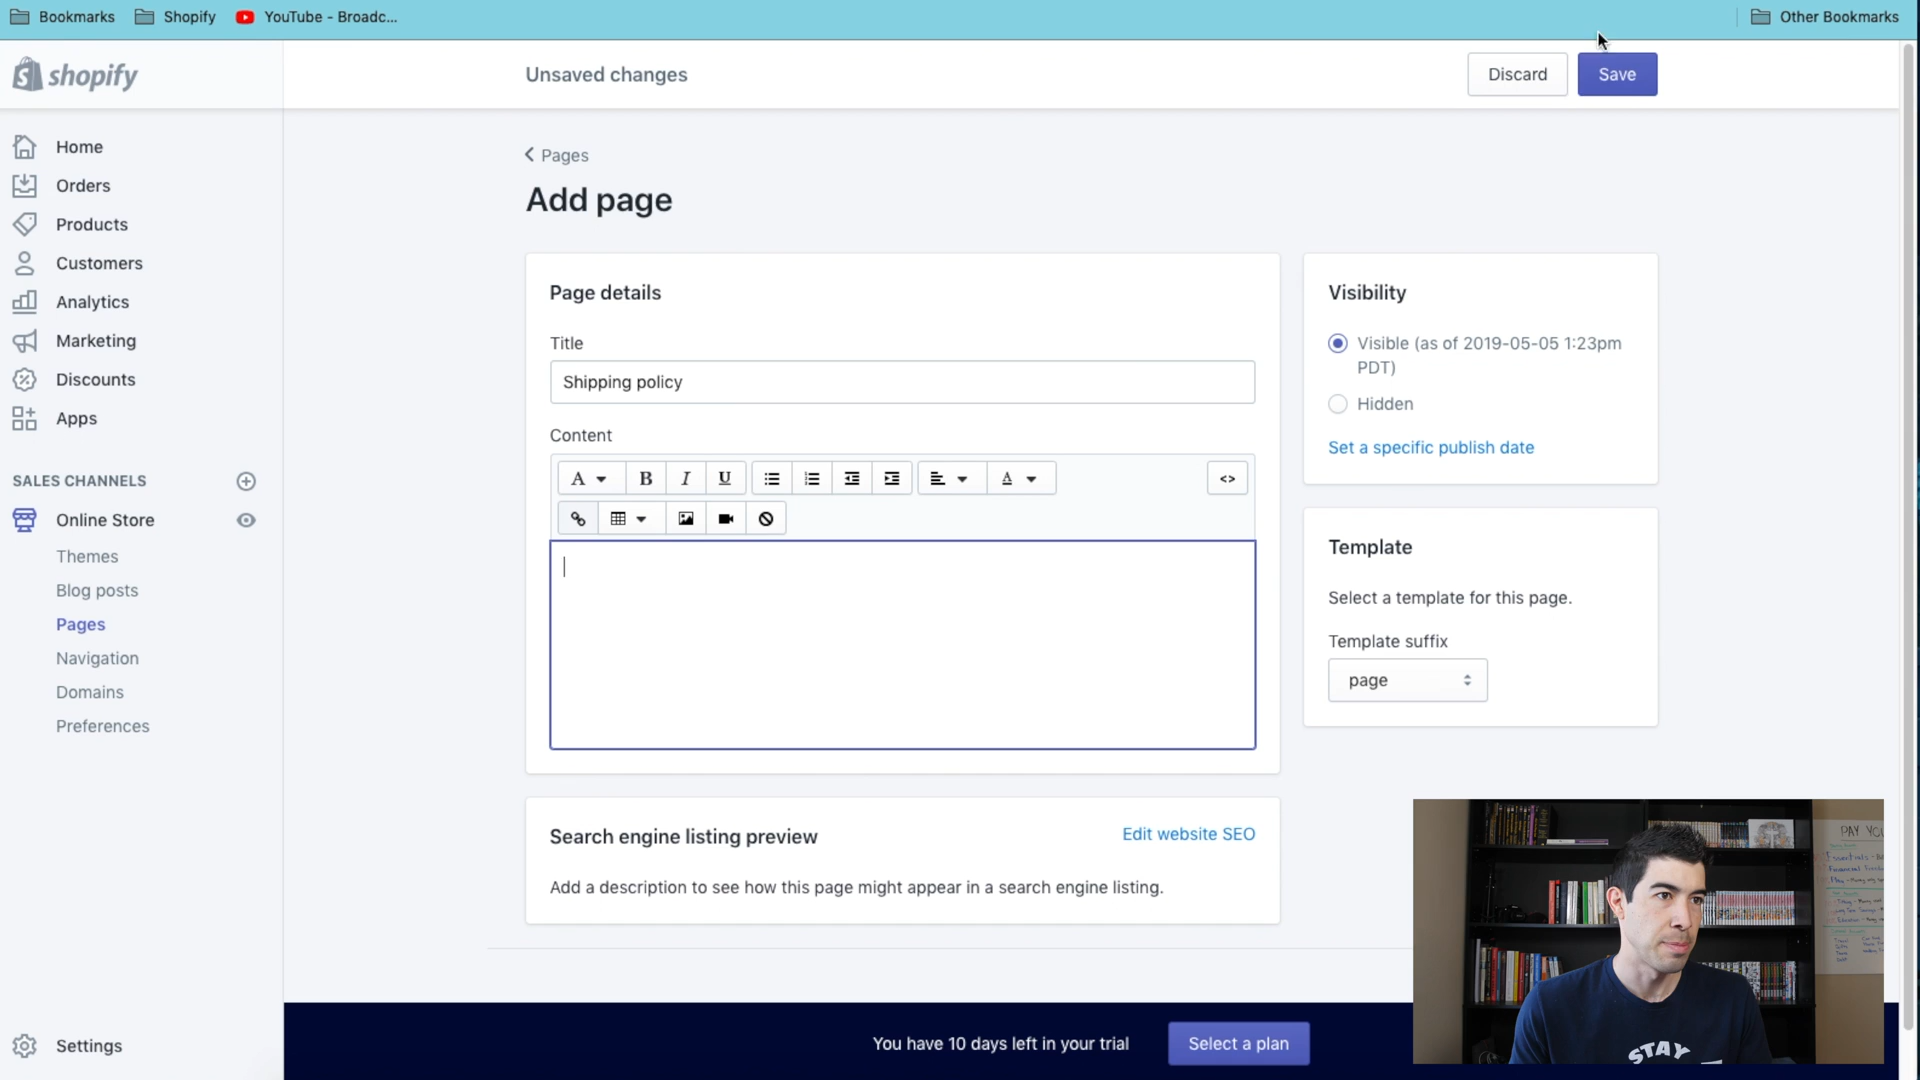 Bookmarks
Shopify
YouTube - Broadc...
Other Bookmarks
shopify
Unsaved changes
Discard
Save
Home
Orders
Products
Customers
Analytics
Marketing
Discounts
Apps
SALES CHANNELS
Online Store
Themes
Blog posts
Pages
Navigation
Domains
Preferences
Settings
Pages
Add page
Page details
Title
Shipping policy
Content
A
B
I
U
A
<>
Visibility
Visible (as of 2019-05-05 1:23pm
PDT)
Hidden
Set a specific publish date
Template
Select a template for this page.
Template suffix
page
Search engine listing preview
Edit website SEO
Add a description to see how this page might appear in a search engine listing.
You have 10 days left in your trial
Select a plan
PAY YOU
STAY